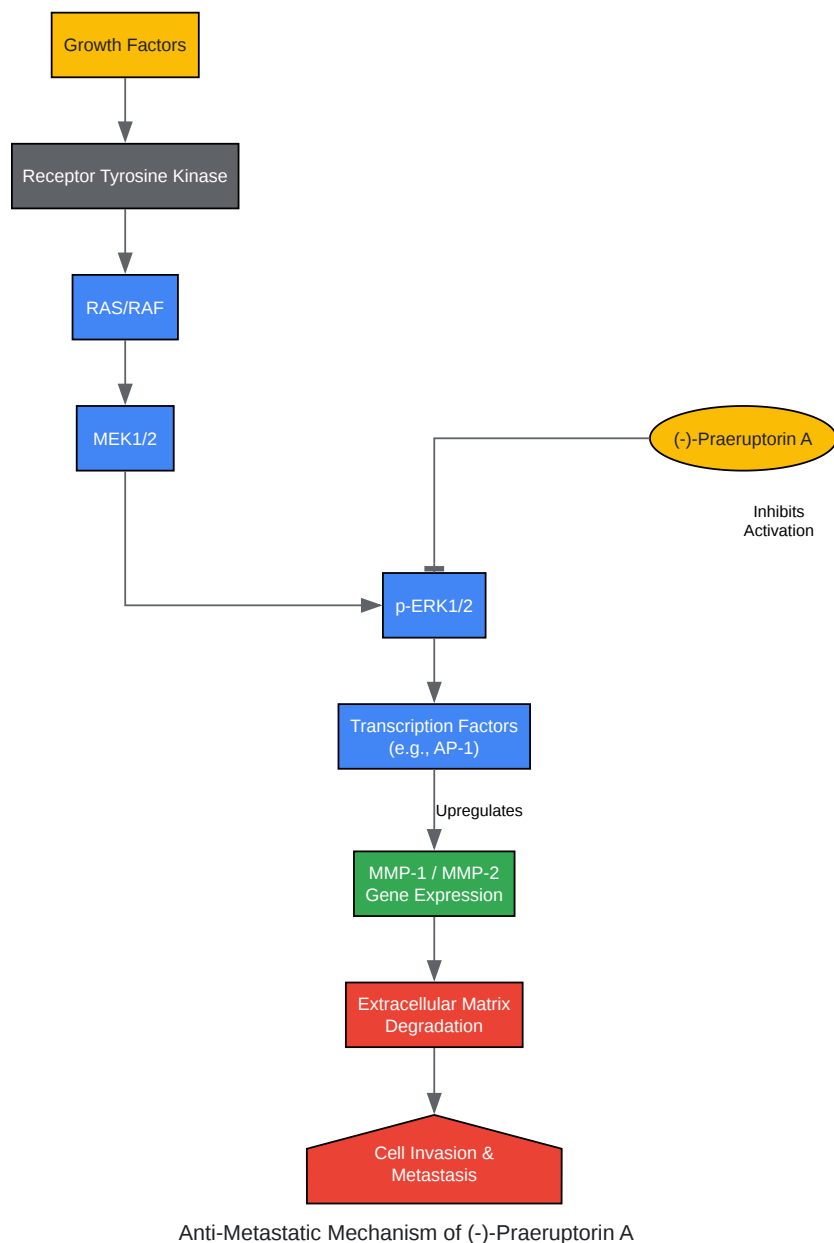 Growth Factors
Receptor Tyrosine Kinase
RAS/RAF
MEK1/2
(-)-Praeruptorin A
Inhibits
Activation
p-ERK1/2
Transcription Factors
(e.g., AP-1)
Upregulates
MMP-1 / MMP-2
Gene Expression
Extracellular Matrix
Degradation
Cell Invasion &
Metastasis
Anti-Metastatic Mechanism of (-)-Praeruptorin A